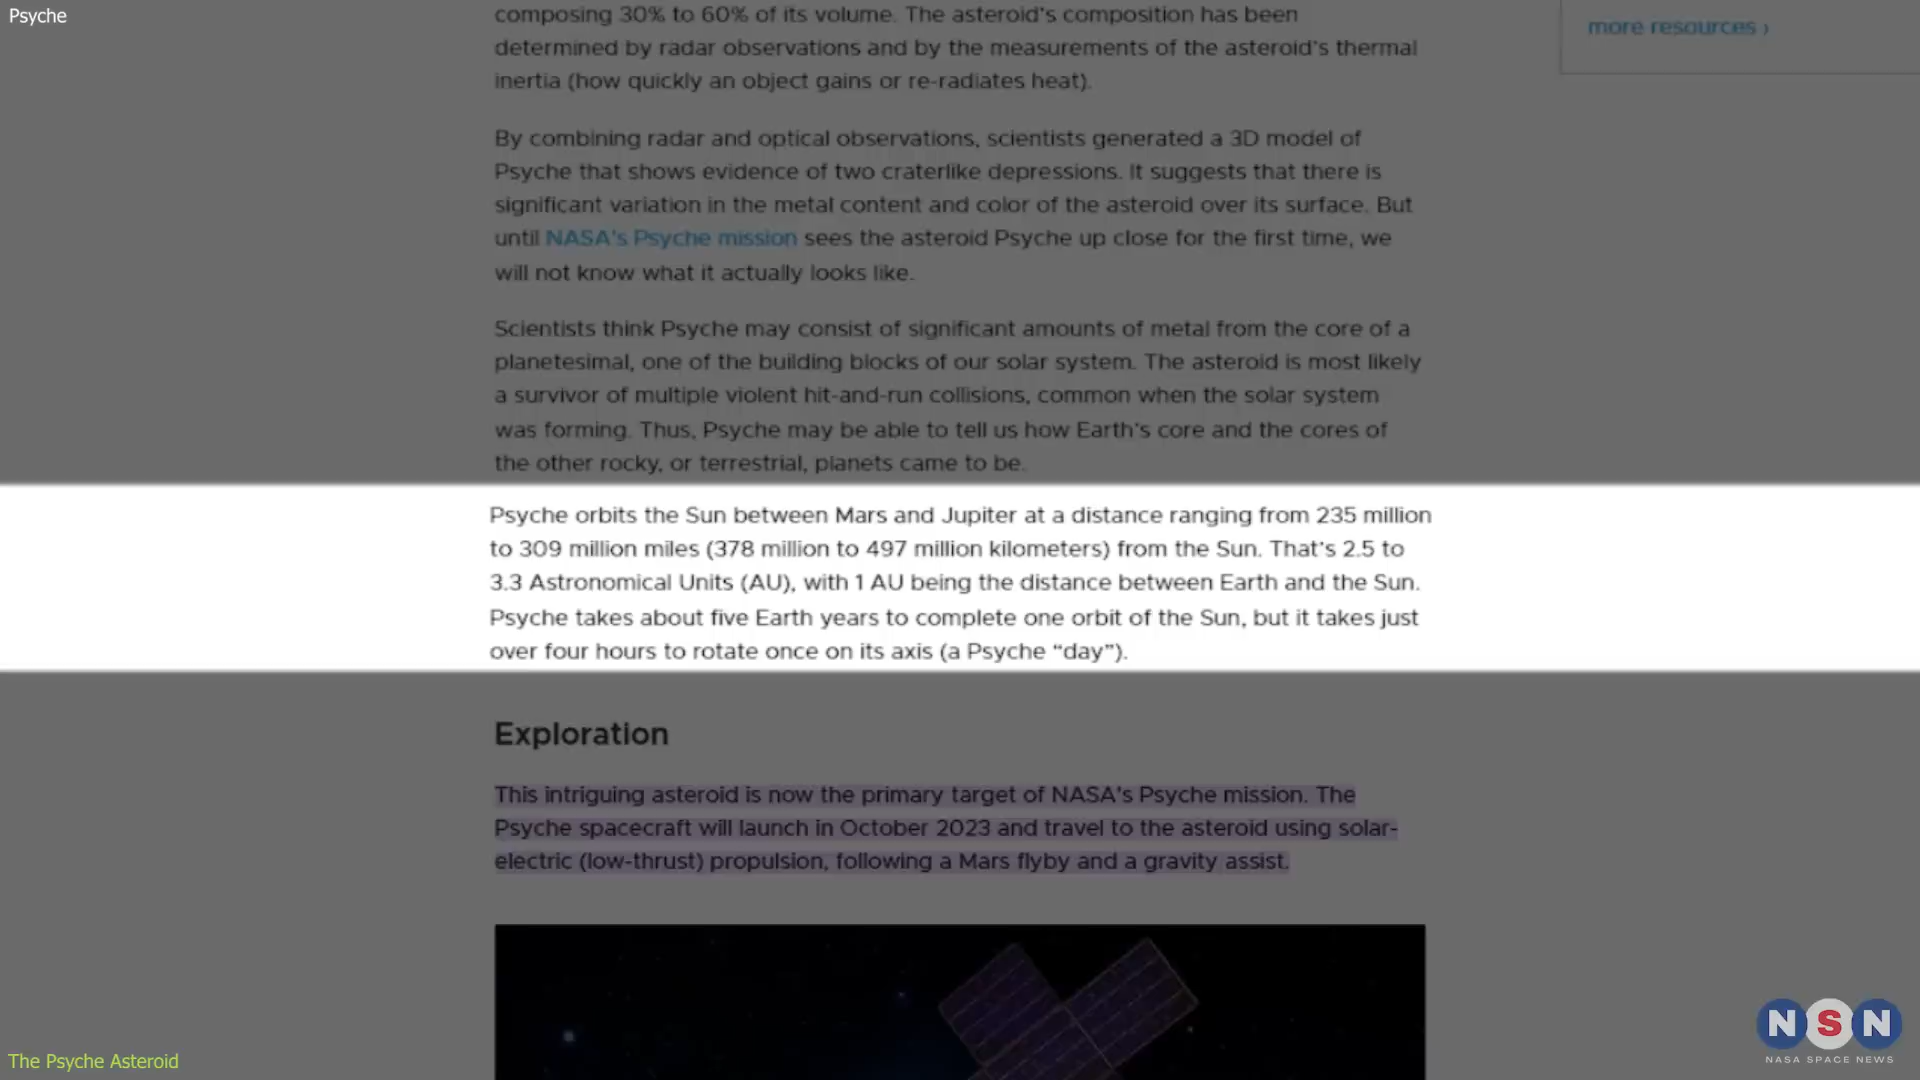 Psyche
composing 30% to 60% of its volume. The asteroid's composition has been
determined by radar observations and by the measurements of the asteroid's thermal
inertia (how quickly an object gains or re-radiates heat).
more resources ›
By combining radar and optical observations, scientists generated a 3D model of
Psyche that shows evidence of two craterlike depressions. It suggests that there is
significant variation in the metal content and color of the asteroid over its surface. But
until NASA's Psyche mission sees the asteroid Psyche up close for the first time, we
will not know what it actually looks like.
Scientists think Psyche may consist of significant amounts of metal from the core of a
planetesimal, one of the building blocks of our solar system. The asteroid is most likely
a survivor of multiple violent hit-and-run collisions, common when the solar system
was forming. Thus, Psyche may be able to tell us how Earth's core and the cores of
the other rocky, or terrestrial, planets came to be.
Psyche orbits the Sun between Mars and Jupiter at a distance ranging from 235 million
to 309 million miles (378 million to 497 million kilometers) from the Sun. That's 2.5 to
3.3 Astronomical Units (AU), with 1 AU being the distance between Earth and the Sun.
Psyche takes about five Earth years to complete one orbit of the Sun, but it takes just
over four hours to rotate once on its axis (a Psyche “day”).
Exploration
This intriguing asteroid is now the primary target of NASA's Psyche mission. The
Psyche spacecraft will launch in October 2023 and travel to the asteroid using solar-
electric (low-thrust) propulsion, following a Mars flyby and a gravity assist.
NSN
NASA SPACE NEWS
The Psyche Asteroid